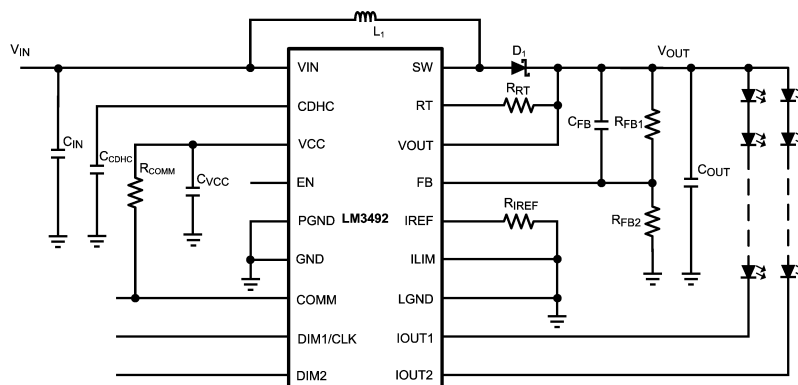 L1
VIN
D1
VOUT
VIN
SW
CDHC
RT
RRT
CIN
CCDHC
RCOMM
VCC
CVCC
VOUT
CFB
RFB1
EN
FB
COUT
PGND
LM3492
IREF
RIREF
RFB2
GND
ILIM
COMM
LGND
DIM1/CLK
IOUT1
DIM2
IOUT2